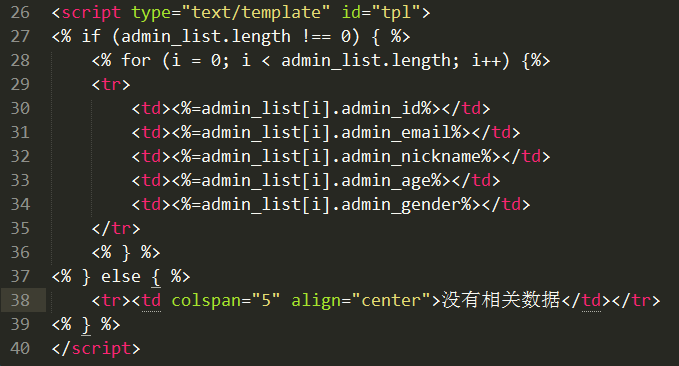 26 <script type="text/template" id="tpl">
27 <% if (admin_list.length !== 0) { %>
28     <% for (i = 0; i < admin_list.length; i++) {%>
29     <tr>
30         <td><%=admin_list[i].admin_id%></td>
31         <td><%=admin_list[i].admin_email%></td>
32         <td><%=admin_list[i].admin_nickname%></td>
33         <td><%=admin_list[i].admin_age%></td>
34         <td><%=admin_list[i].admin_gender%></td>
35     </tr>
36     <% } %>
37 <% } else { %>
38     <tr><td colspan="5" align="center">没有相关数据</td></tr>
39 <% } %>
40 </script>